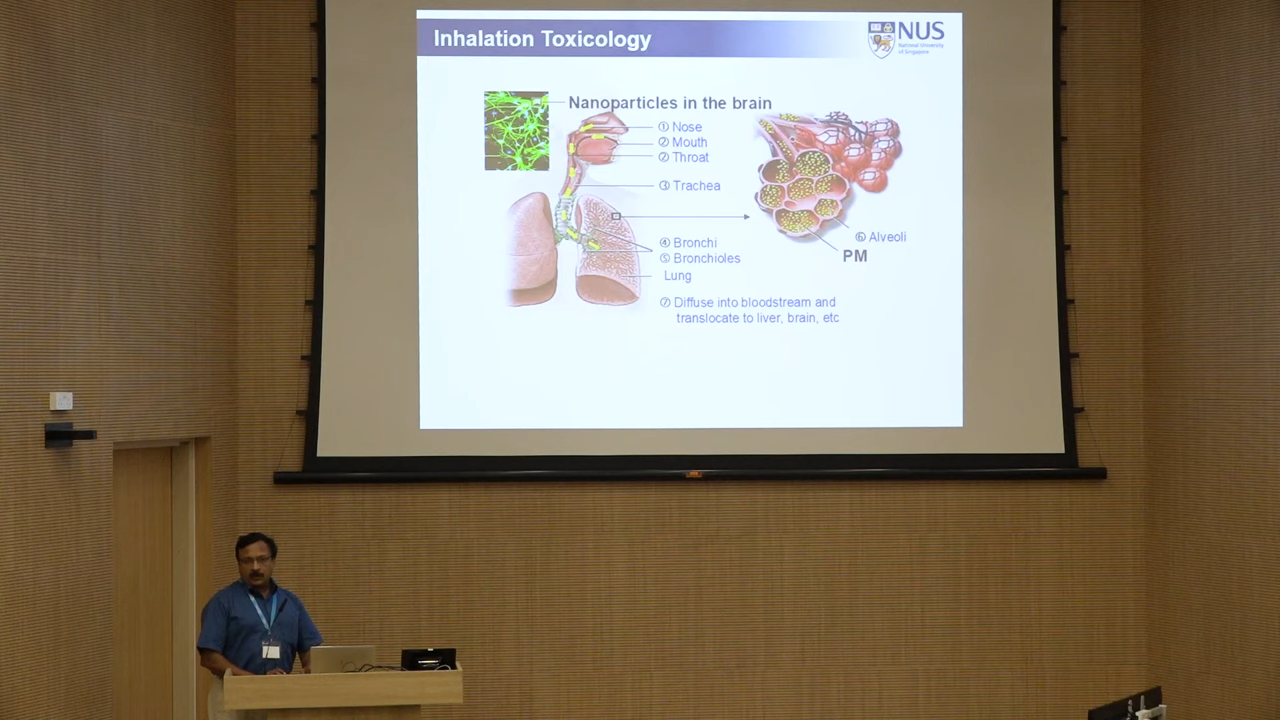 Inhalation Toxicology
NUS
National University
of Singapore
Nanoparticles in the brain
① Nose
② Mouth
② Throat
③ Trachea
④ Bronchi
⑤ Bronchioles
Lung
⑥ Alveoli
PM
⑦ Diffuse into bloodstream and
translocate to liver, brain, etc